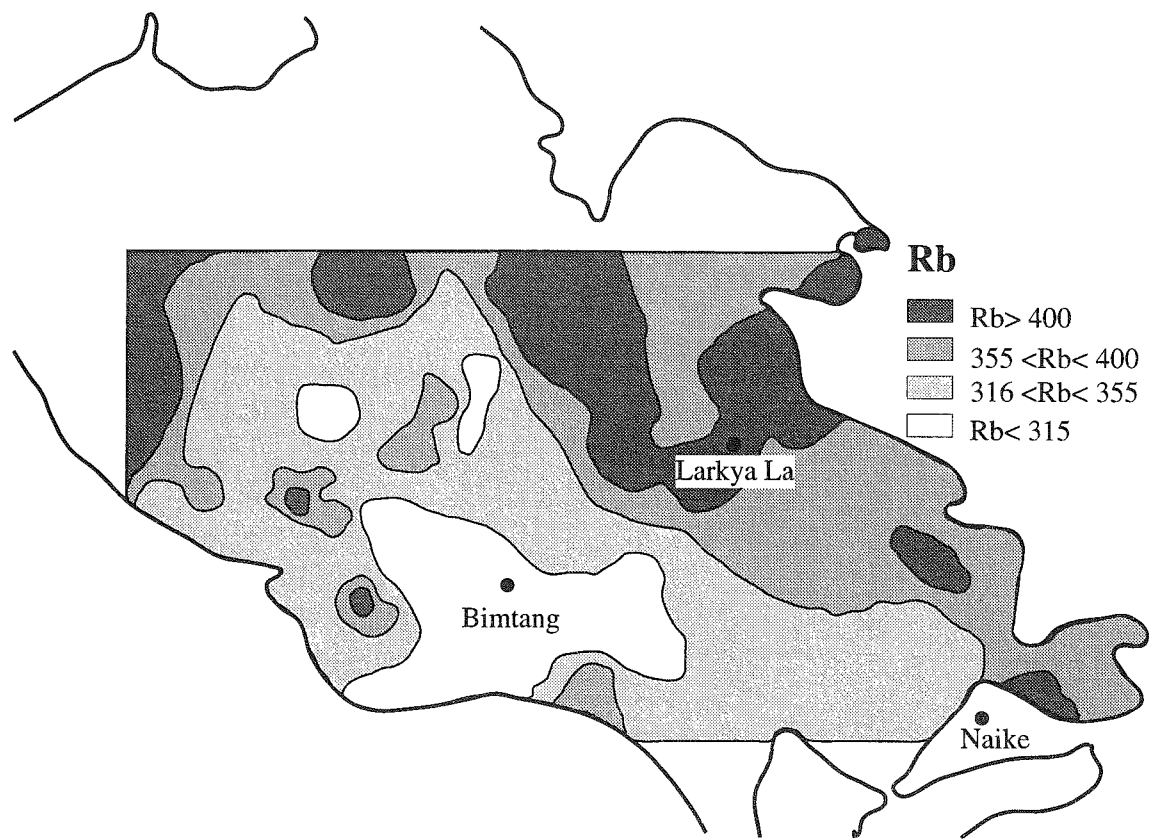 Rb
Rb> 400
355 <Rb< 400
316 <Rb< 355
Rb< 315
Larkya La
Bimtang
Naike